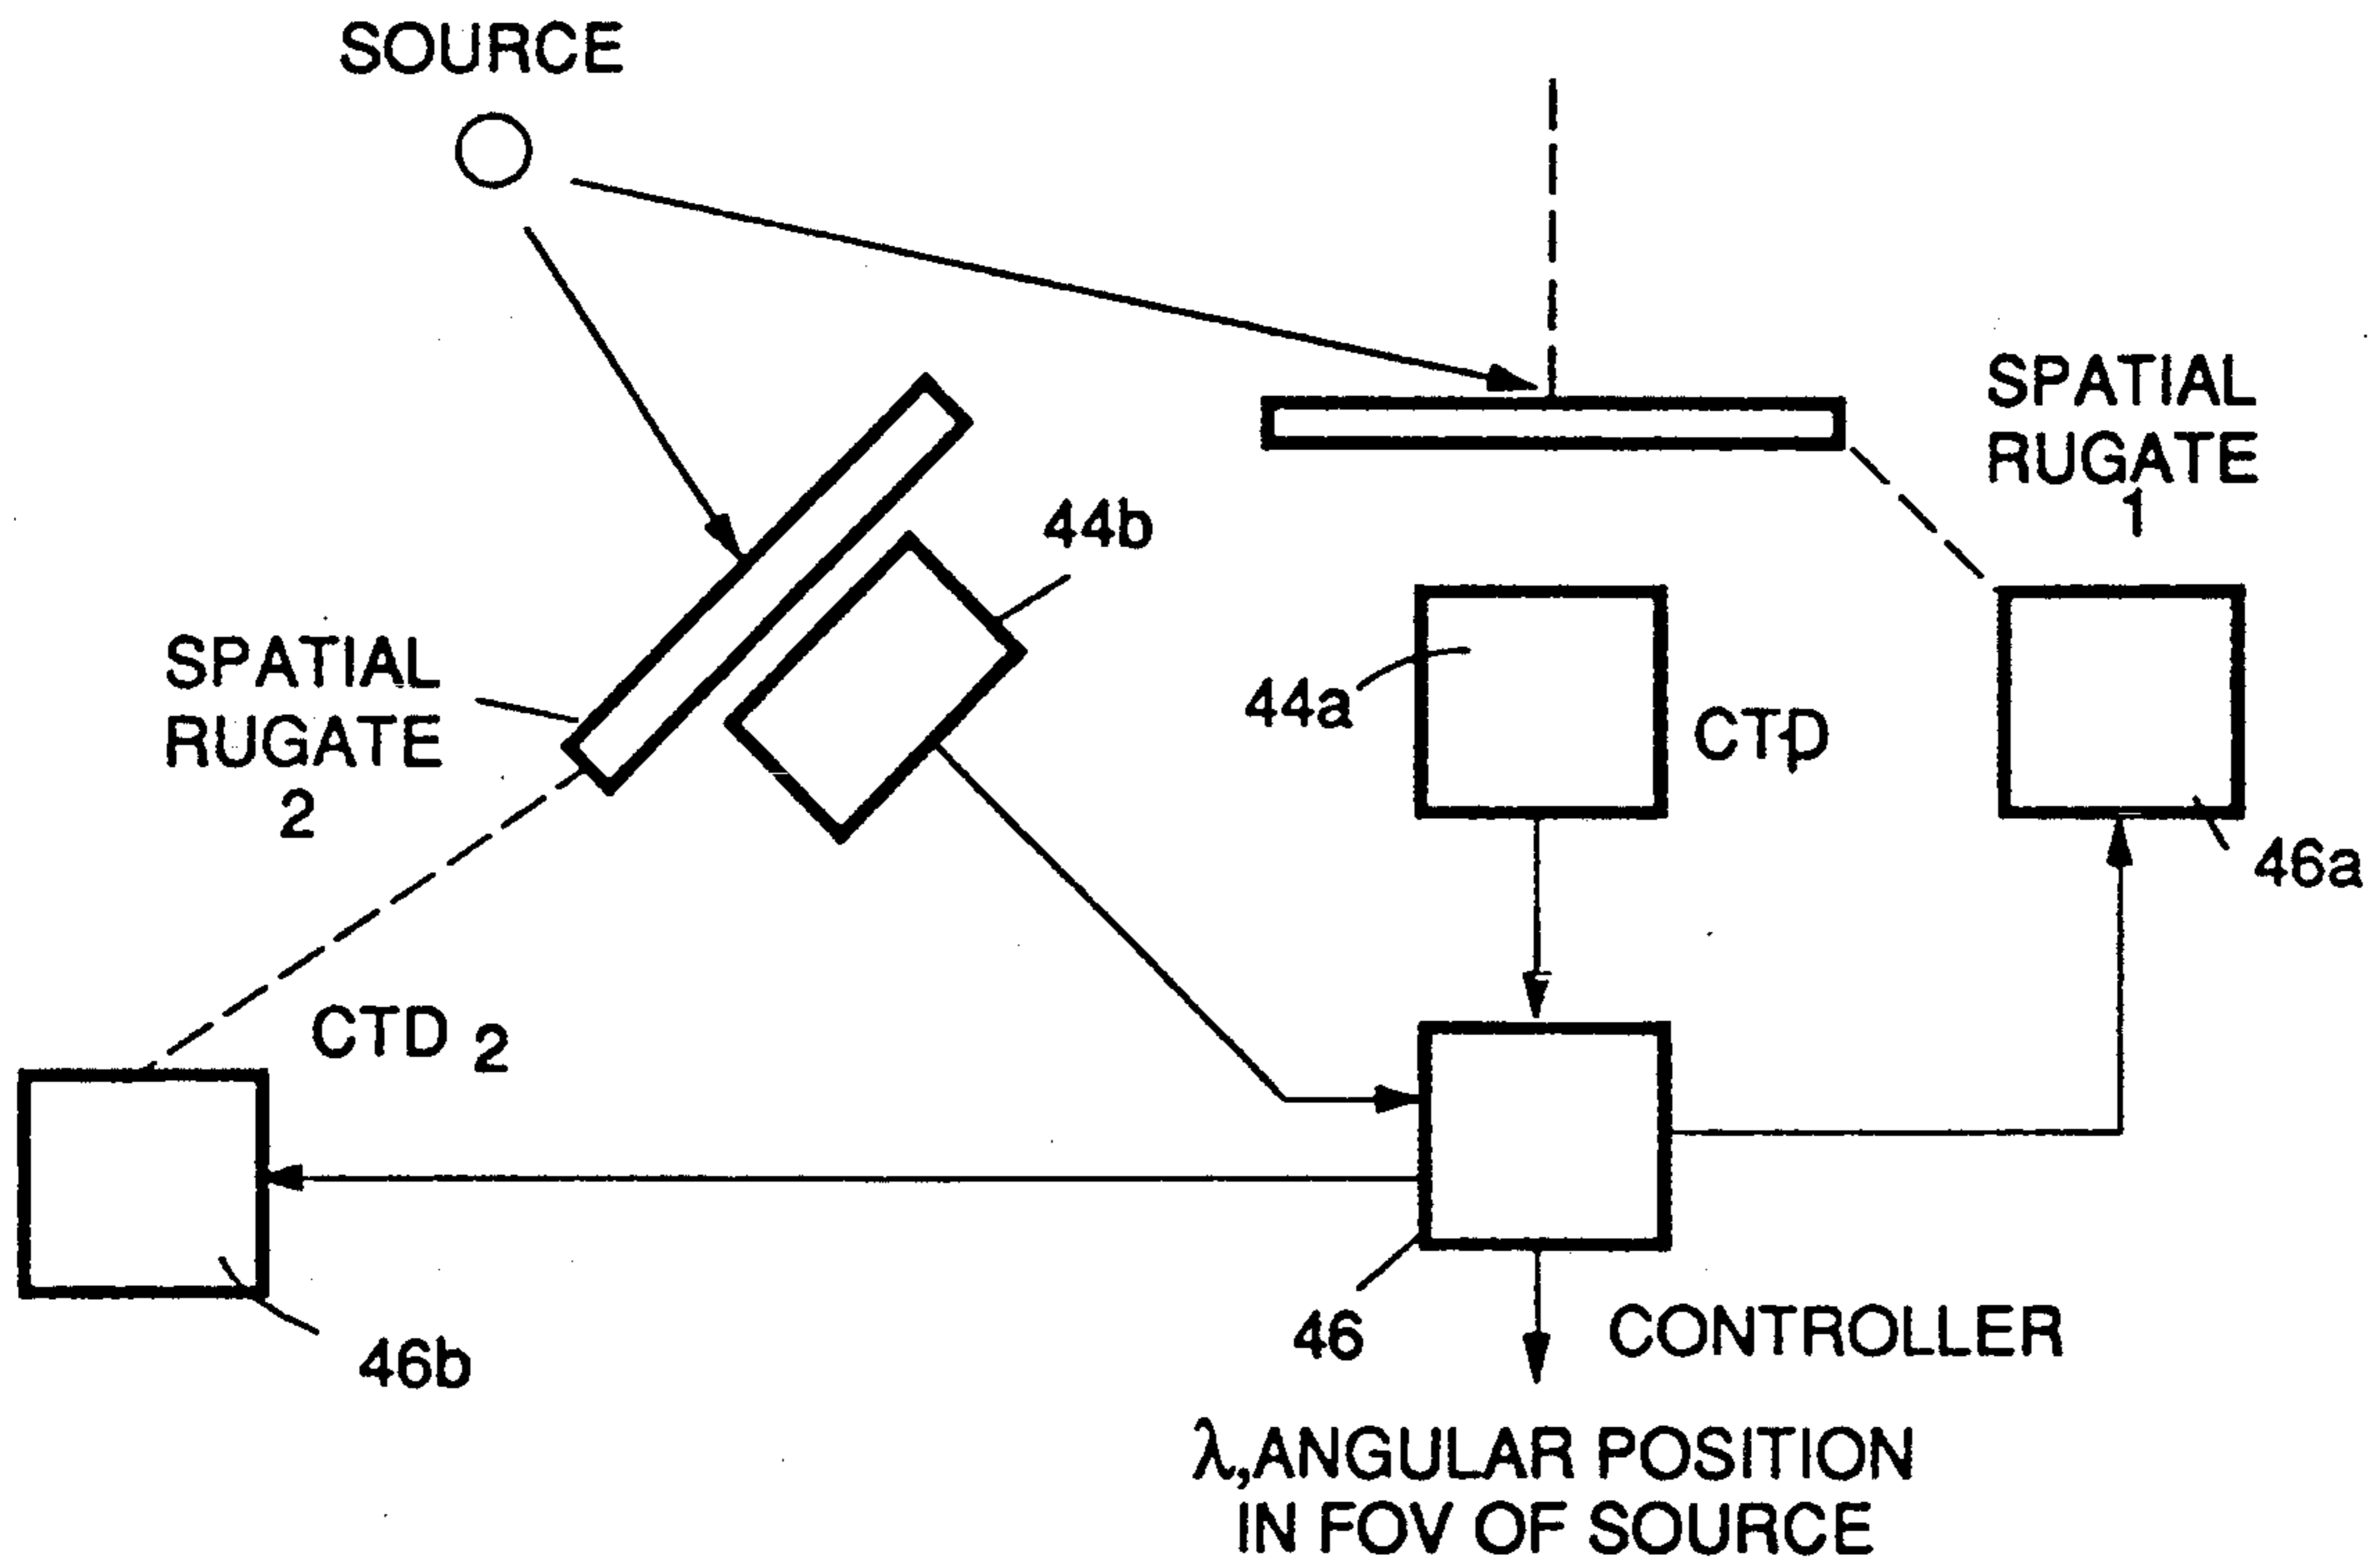 SOURCE
SPATIAL
RUGATE
1
44b
SPATIAL
RUGATE
2
44a
CTD
46a
CTD 2
46b
46
CONTROLLER
λ, ANGULAR POSITION
IN FOV OF SOURCE